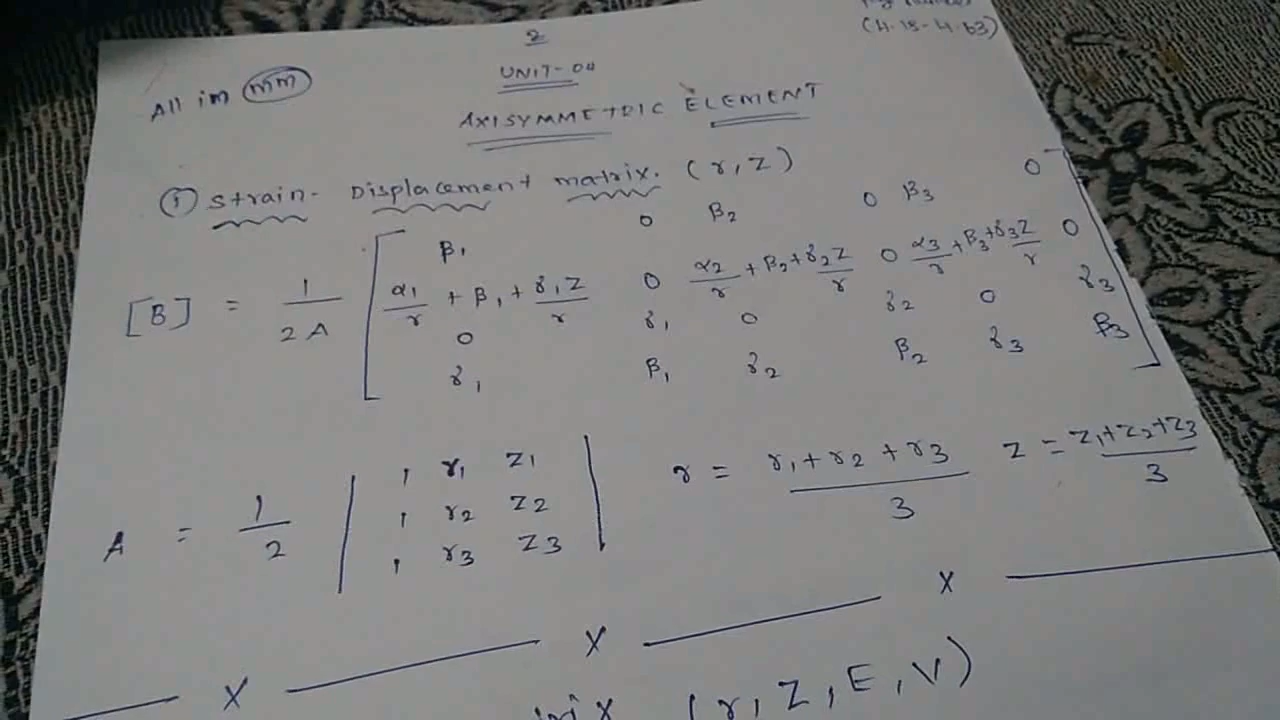 2
(4.15-4.63)
UNIT-04
All in mm
AXISYMMETRIC ELEMENT
① Strain- Displacement matrix. (r, z)
[B] = 1/2A [ β1 0 β2 0 β3 0
α1/r + β1 + γ1z/r 0 α2/r + β2 + γ2z/r 0 α3/r + β3 + γ3z/r 0
0 γ1 0 γ2 0 γ3
γ1 β1 γ2 β2 γ3 β3 ]
A = 1/2 | 1 r1 z1
1 r2 z2
1 r3 z3 |
r = r1 + r2 + r3 / 3 z = z1+z2+z3 / 3
X X X
(r, z, E, V)